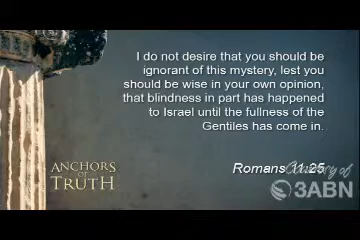 I do not desire that you should be
ignorant of this mystery, lest you
should be wise in your own opinion,
that blindness in part has happened
to Israel until the fullness of the
Gentiles has come in.
Romans 11:25
Courtesy of
3ABN
ANCHORS
OF
TRUTH